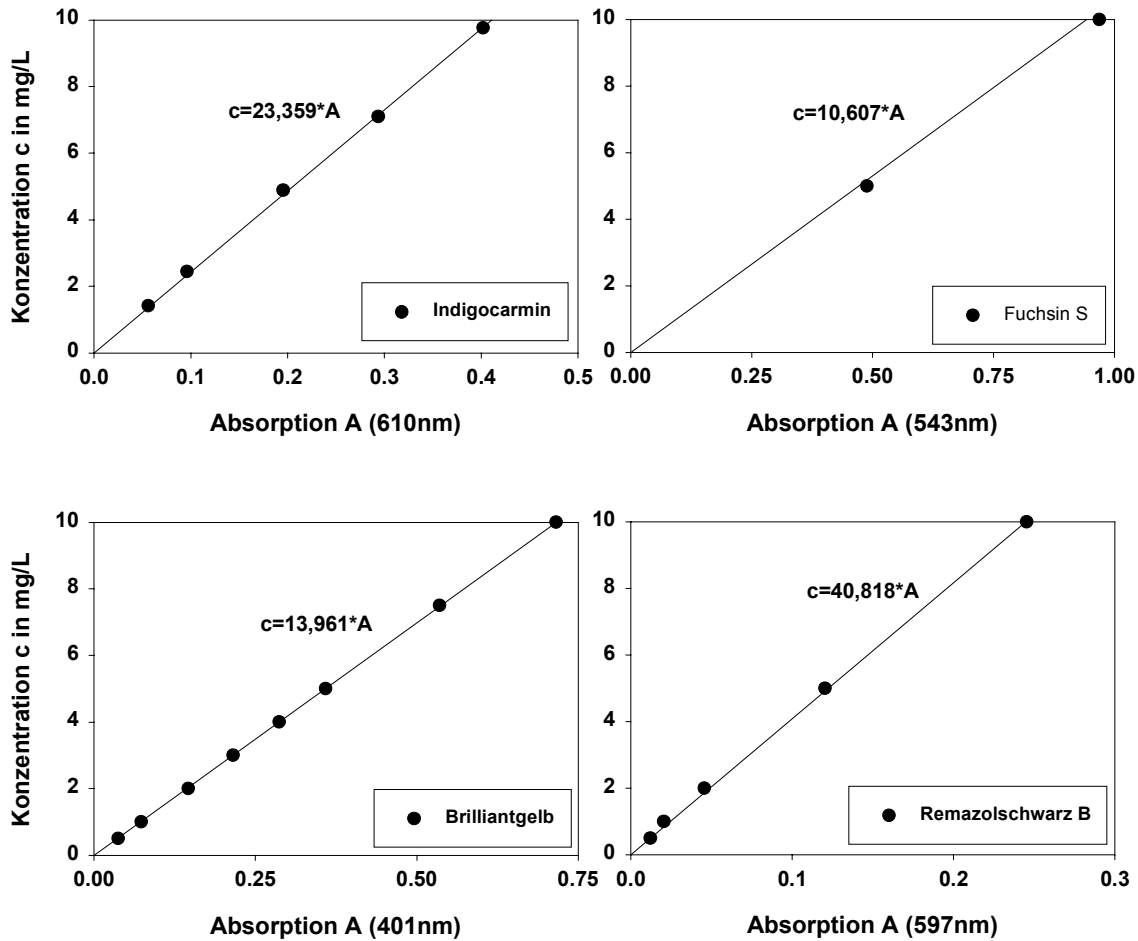 Konzentration c in mg/L
10
8
6
4
2
0
c=23,359*A
Indigocarmin
0.0 0.1 0.2 0.3 0.4 0.5
Absorption A (610nm)
10
8
6
4
2
0
c=10,607*A
Fuchsin S
0.00 0.25 0.50 0.75 1.00
Absorption A (543nm)
Konzentration c in mg/L
10
8
6
4
2
0
c=13,961*A
Brilliantgelb
0.00 0.25 0.50 0.75
Absorption A (401nm)
10
8
6
4
2
0
c=40,818*A
Remazolschwarz B
0.0 0.1 0.2 0.3
Absorption A (597nm)